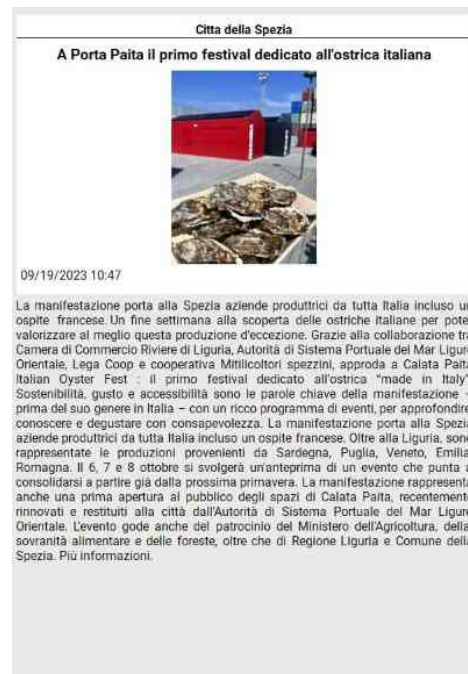 Citta della Spezia
A Porta Paita il primo festival dedicato all'ostrica italiana
09/19/2023 10:47
La manifestazione porta alla Spezia aziende produttrici da tutta Italia incluso un
ospite francese. Un fine settimana alla scoperta delle ostriche italiane per poter
valorizzare al meglio questa produzione d'eccezione. Grazie alla collaborazione tra
Camera di Commercio Riviere di Liguria, Autorità di Sistema Portuale del Mar Ligure
Orientale, Lega Coop e cooperativa Mitilicoltori spezzini, approda a Calata Paita
Italian Oyster Fest : il primo festival dedicato all'ostrica "made in Italy".
Sostenibilità, gusto e accessibilità sono le parole chiave della manifestazione –
prima del suo genere in Italia – con un ricco programma di eventi, per approfondire,
conoscere e degustare con consapevolezza. La manifestazione porta alla Spezia
aziende produttrici da tutta Italia incluso un ospite francese. Oltre alla Liguria, sono
rappresentate le produzioni provenienti da Sardegna, Puglia, Veneto, Emilia
Romagna. Il 6, 7 e 8 ottobre si svolgerà un'anteprima di un evento che punta a
consolidarsi a partire già dalla prossima primavera. La manifestazione rappresenta
anche una prima apertura al pubblico degli spazi di Calata Paita, recentemente
rinnovati e restituiti alla città dall'Autorità di Sistema Portuale del Mar Ligure
Orientale. L'evento gode anche del patrocinio del Ministero dell'Agricoltura, della
sovranità alimentare e delle foreste, oltre che di Regione Liguria e Comune della
Spezia. Più informazioni.